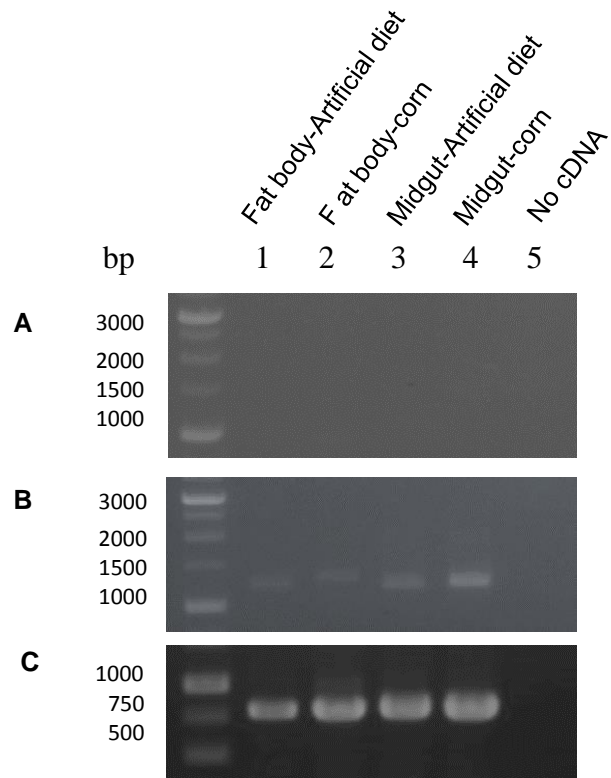 Fat body-Artificial diet
F at body-corn
Midgut-Artificial diet
Midgut-corn
No cDNA
bp 1 2 3 4 5
A
3000
2000
1500
1000
B
3000
2000
1500
1000
C
1000
750
500